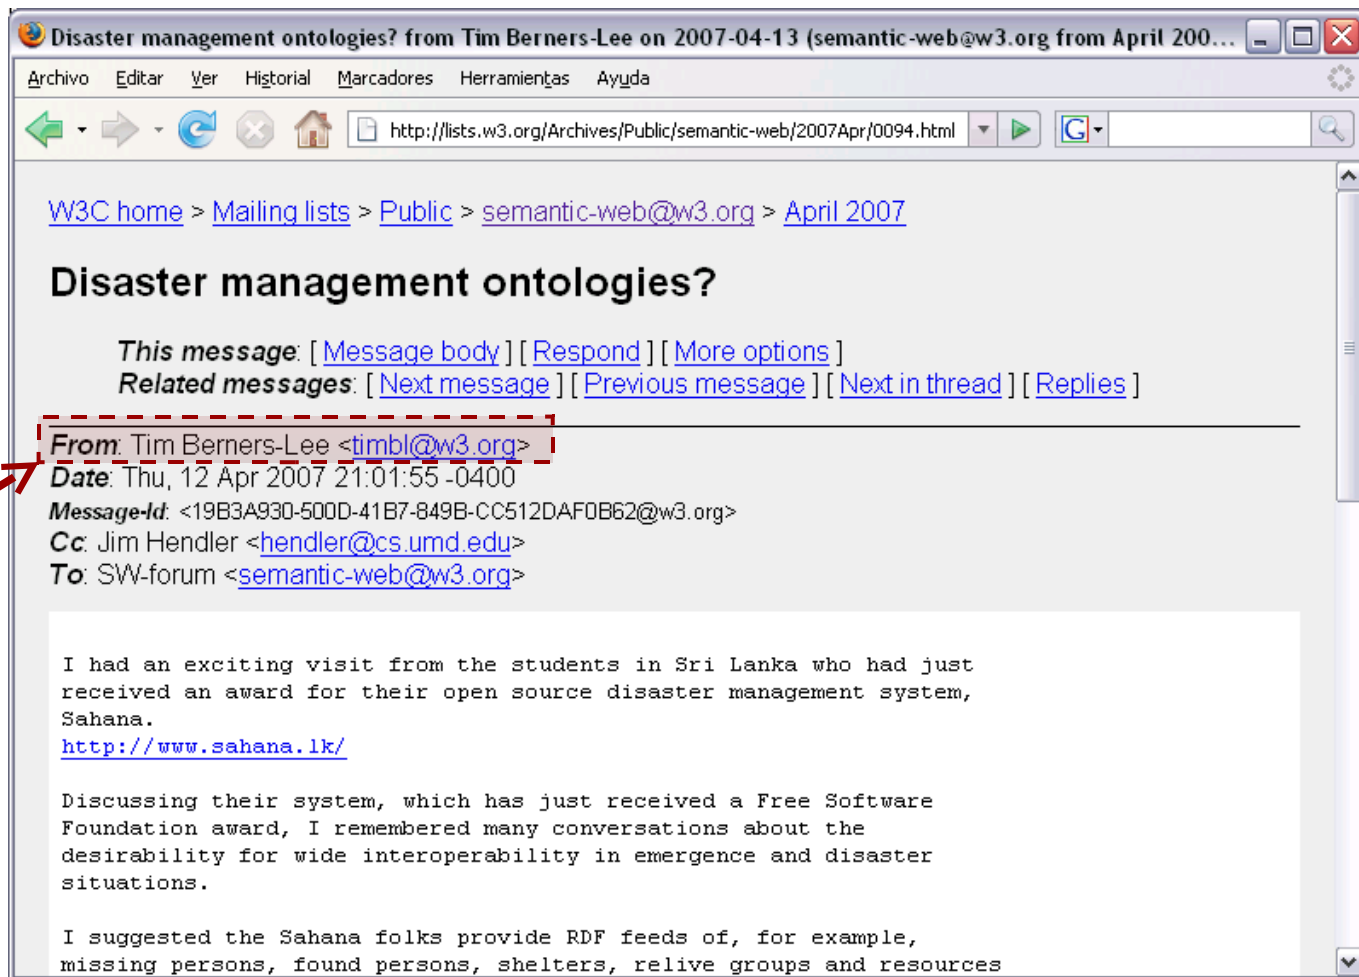 Disaster management ontologies? from Tim Berners-Lee on 2007-04-13 (semantic-web@w3.org from April 200...
Archivo Editar Ver Historial Marcadores Herramientas Ayuda
http://lists.w3.org/Archives/Public/semantic-web/2007Apr/0094.html G
W3C home > Mailing lists > Public > semantic-web@w3.org > April 2007
Disaster management ontologies?
This message: [ Message body ] [ Respond ] [ More options ]
Related messages: [ Next message ] [ Previous message ] [ Next in thread ] [ Replies ]
From: Tim Berners-Lee <timbl@w3.org>
Date: Thu, 12 Apr 2007 21:01:55 -0400
Message-Id: <19B3A930-500D-41B7-849B-CC512DAF0B62@w3.org>
Cc: Jim Hendler <hendler@cs.umd.edu>
To: SW-forum <semantic-web@w3.org>
I had an exciting visit from the students in Sri Lanka who had just
received an award for their open source disaster management system,
Sahana.
http://www.sahana.lk/
Discussing their system, which has just received a Free Software
Foundation award, I remembered many conversations about the
desirability for wide interoperability in emergence and disaster
situations.
I suggested the Sahana folks provide RDF feeds of, for example,
missing persons, found persons, shelters, relive groups and resources